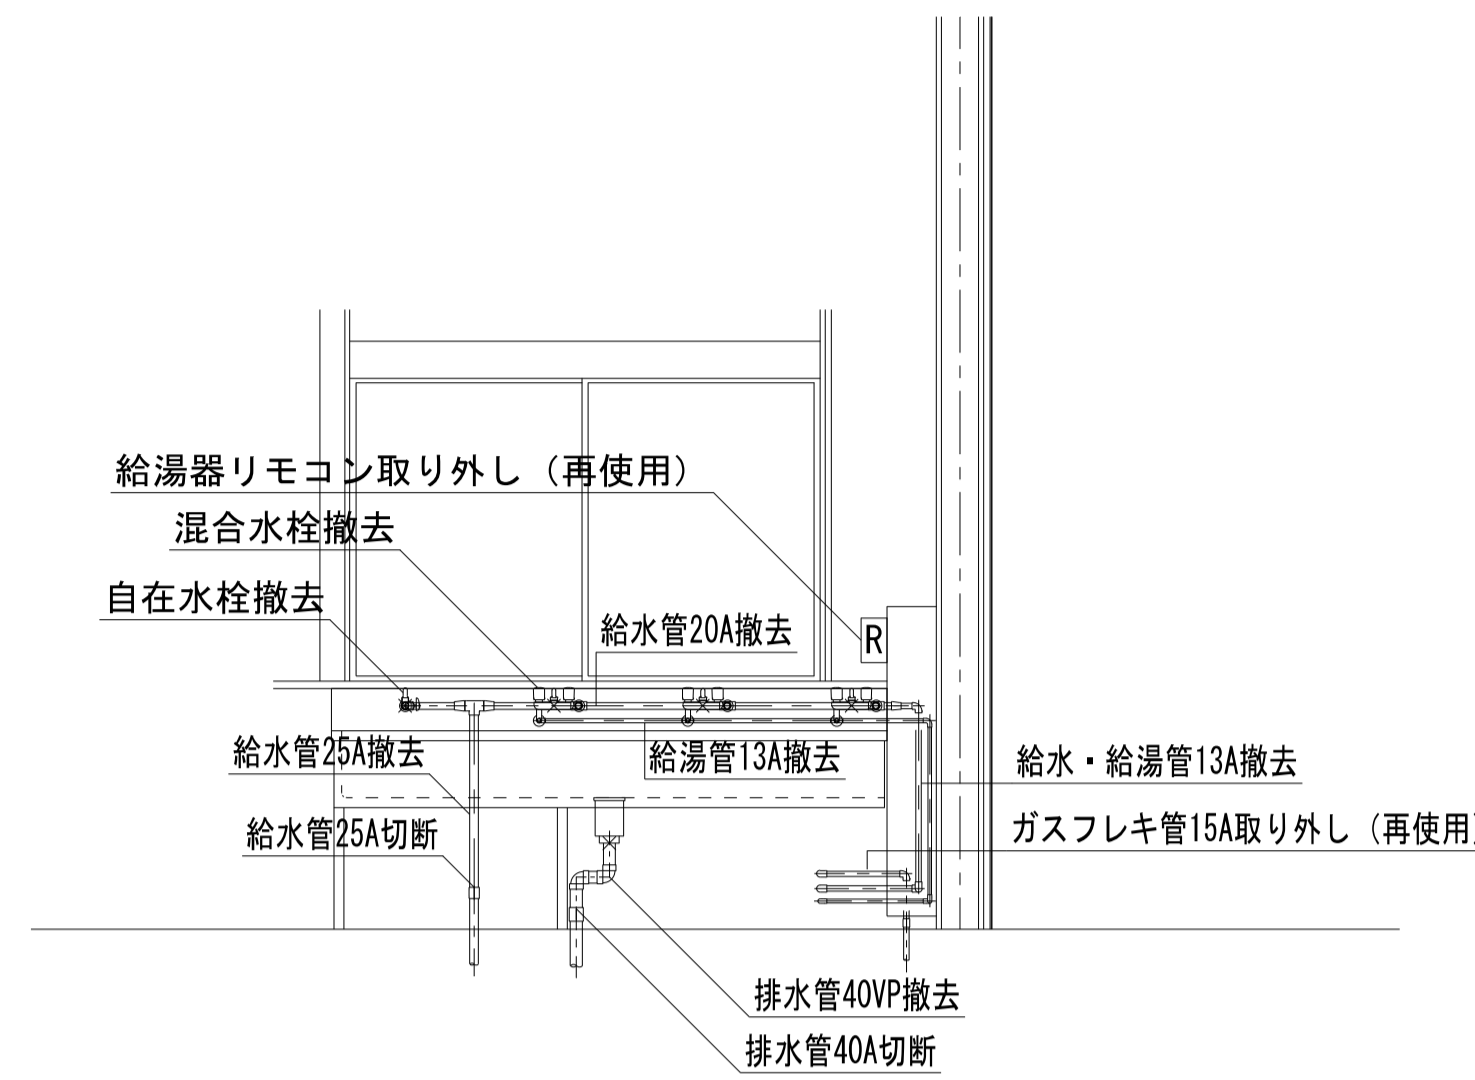 給湯器リモコン取り外し（再使用）
混合水栓撤去
自在水栓撤去
給水管20A撤去
R
給水管25A撤去
給湯管13A撤去
給水・給湯管13A撤去
給水管25A切断
ガスフレキ管15A取り外し（再使用）
排水管40VP撤去
排水管40A切断